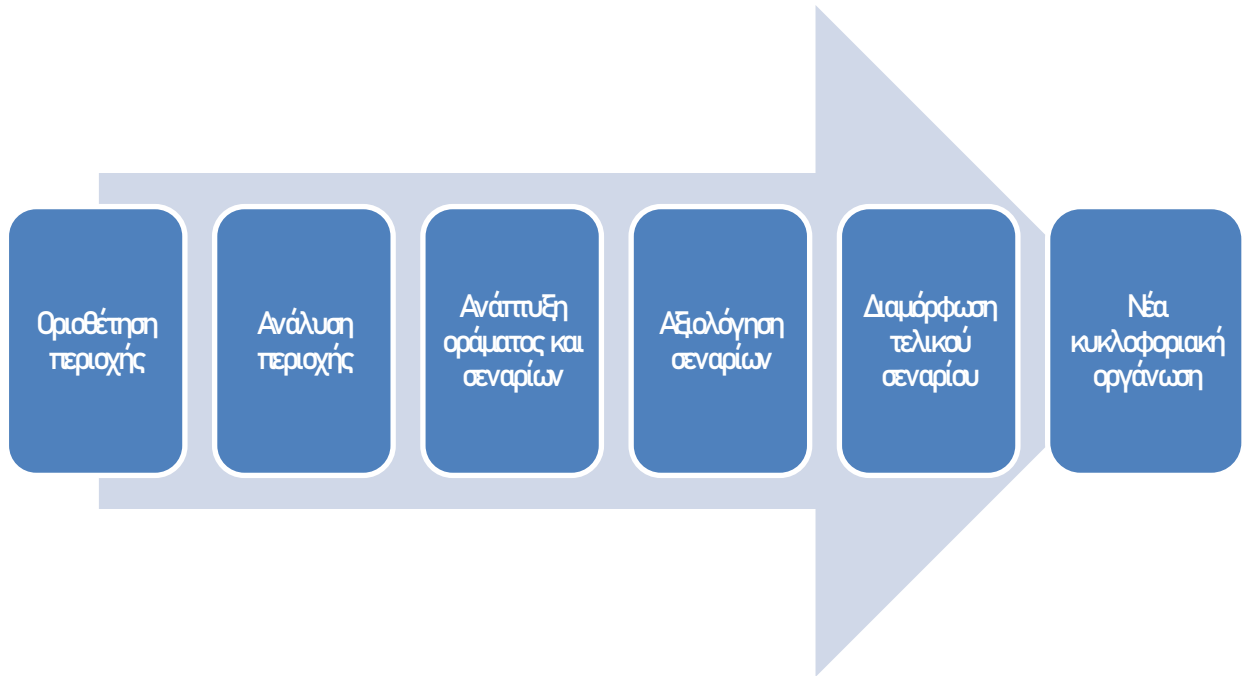 Οριοθέτηση
περιοχής
Ανάλυση
περιοχής
Ανάπτυξη
οράματος και
σεναρίων
Αξιολόγηση
σεναρίων
Διαμόρφωση
τελικού
σεναρίου
Νέα
κυκλοφοριακή
οργάνωση